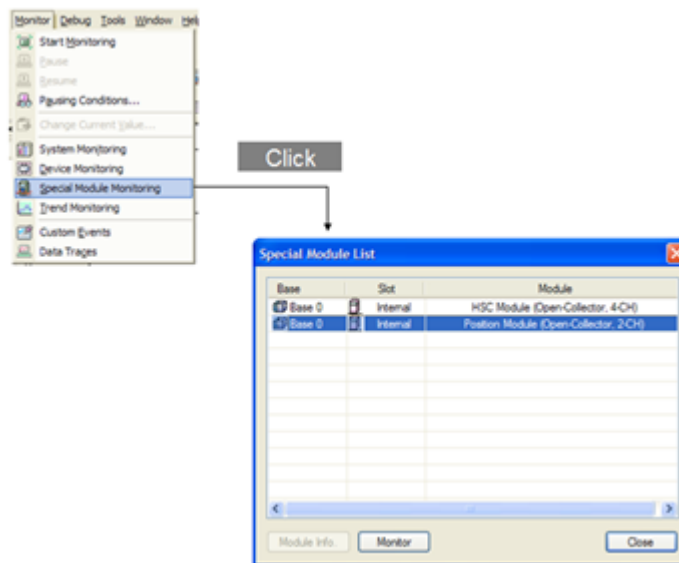 Monitor Debug Tools Window Help
Start Monitoring
Pause
Resume
Pausing Conditions...
Change Current Value...
System Monitoring
Device Monitoring
Special Module Monitoring
Trend Monitoring
Custom Events
Data Traces
Click
Special Module List
Base Slot Module
Base 0 Internal HSC Module (Open-Collector, 4-CH)
Base 0 Internal Position Module (Open-Collector, 2-CH)
Module Info. Monitor Close